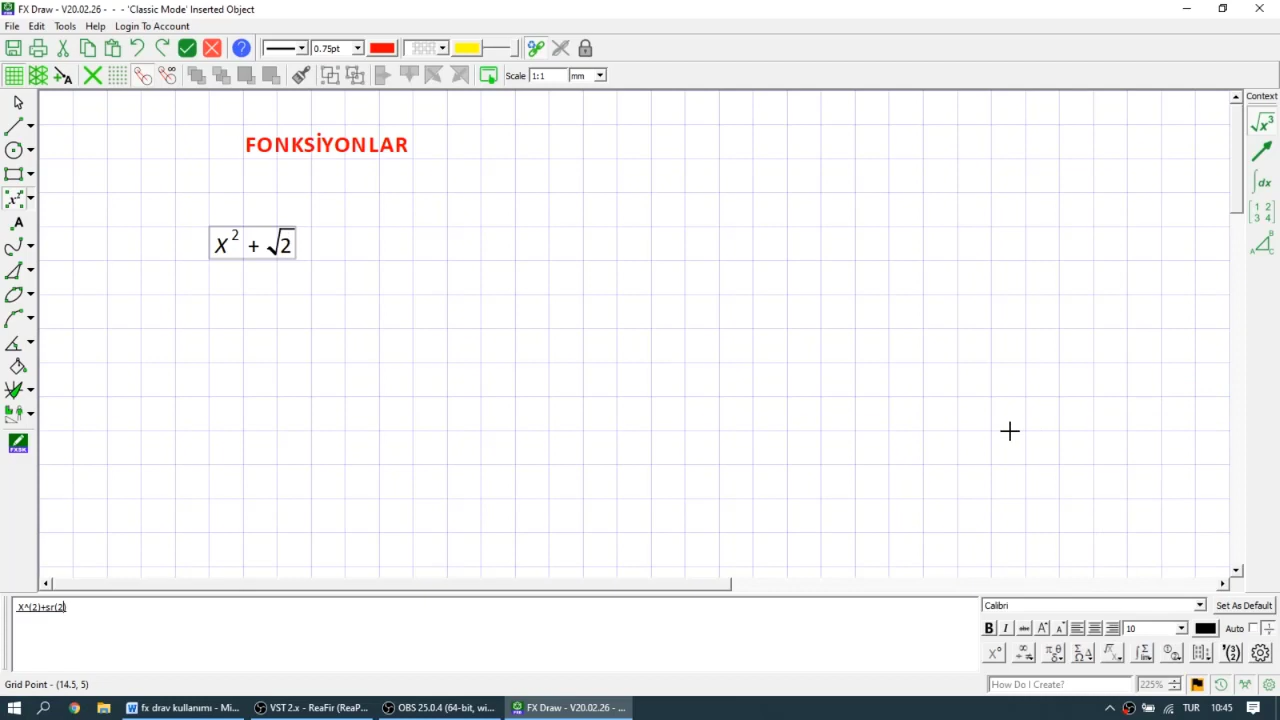 FX Draw - V20.02.26 - - - 'Classic Mode' Inserted Object
File Edit Tools Help Login To Account
0.75pt
Scale 1:1 mm
Context
FONKSİYONLAR
X² + √2
X^(2)+sr(2)
Calibri Set As Default
B I abc A A 10 Auto
How Do I Create? 225%
Grid Point - (14.5, 5)
fx drav kullanımı - Mi... VST 2.x - ReaFir (ReaP... OBS 25.0.4 (64-bit, wi... FX Draw - V20.02.26 - ... TUR 10:45